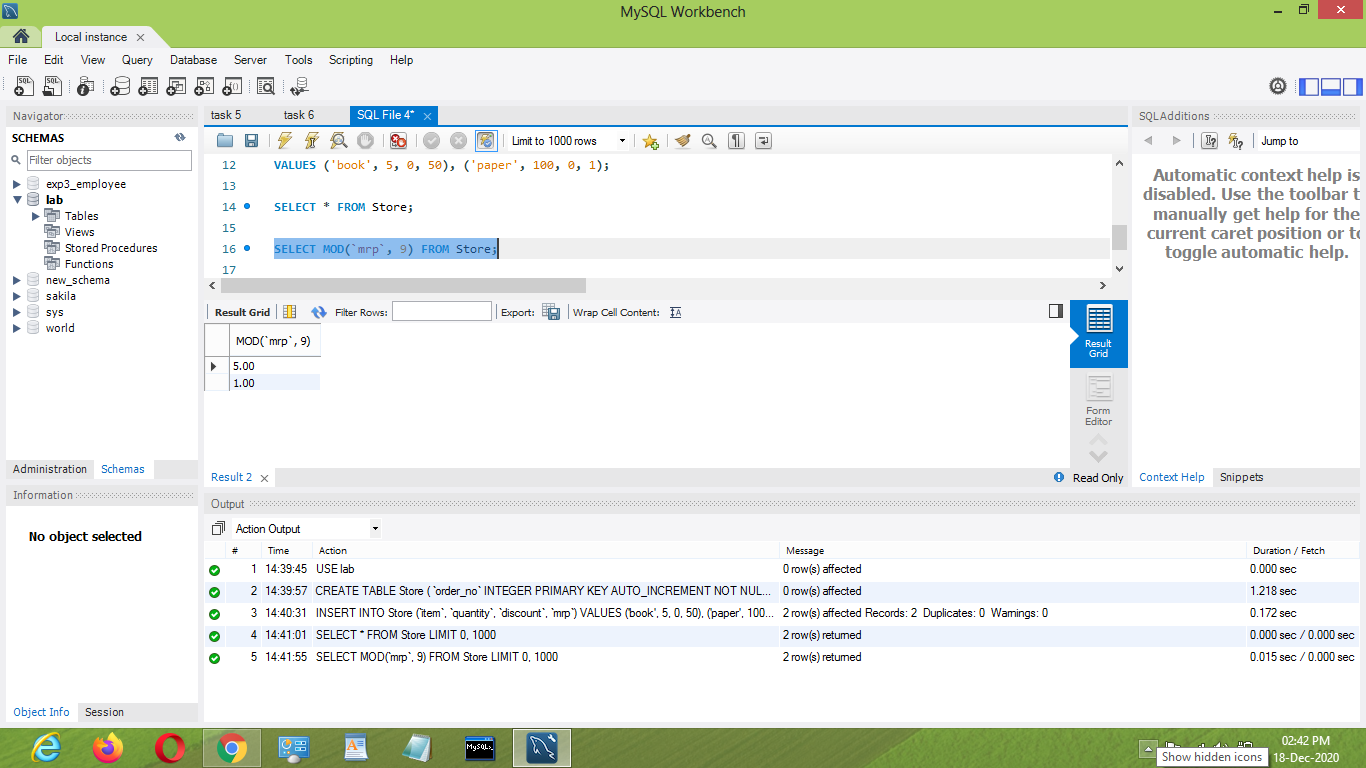 MySQL Workbench
Local instance
File Edit View Query Database Server Tools Scripting Help
Navigator
SCHEMAS
Filter objects
exp3_employee
lab
Tables
Views
Stored Procedures
Functions
new_schema
sakila
sys
world
Administration Schemas
Information
No object selected
Object Info Session
task 5 task 6 SQL File 4*
Limit to 1000 rows
12 VALUES ('book', 5, 0, 50), ('paper', 100, 0, 1);
13
14 SELECT * FROM Store;
15
16 SELECT MOD(`mrp`, 9) FROM Store;
17
Result Grid Filter Rows: Export: Wrap Cell Content:
MOD(`mrp`, 9)
5.00
1.00
Result
Grid
Form
Editor
Result 2 Read Only
SQLAdditions
Jump to
Automatic context help is
disabled. Use the toolbar t
manually get help for the
current caret position or to
toggle automatic help.
Context Help Snippets
Output
Action Output
# Time Action Message Duration / Fetch
1 14:39:45 USE lab 0 row(s) affected 0.000 sec
2 14:39:57 CREATE TABLE Store ( `order_no` INTEGER PRIMARY KEY AUTO_INCREMENT NOT NUL... 0 row(s) affected 1.218 sec
3 14:40:31 INSERT INTO Store (`item`, `quantity`, `discount`, `mrp`) VALUES ('book', 5, 0, 50), ('paper', 100... 2 row(s) affected Records: 2 Duplicates: 0 Warnings: 0 0.172 sec
4 14:41:01 SELECT * FROM Store LIMIT 0, 1000 2 row(s) returned 0.000 sec / 0.000 sec
5 14:41:55 SELECT MOD(`mrp`, 9) FROM Store LIMIT 0, 1000 2 row(s) returned 0.015 sec / 0.000 sec
02:42 PM
Show hidden icons 18-Dec-2020